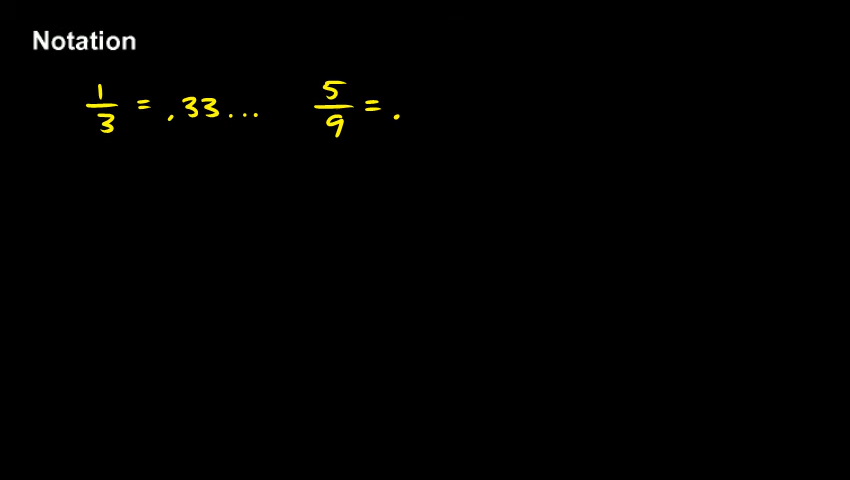 Notation
1/3 = .33... 5/9 = .